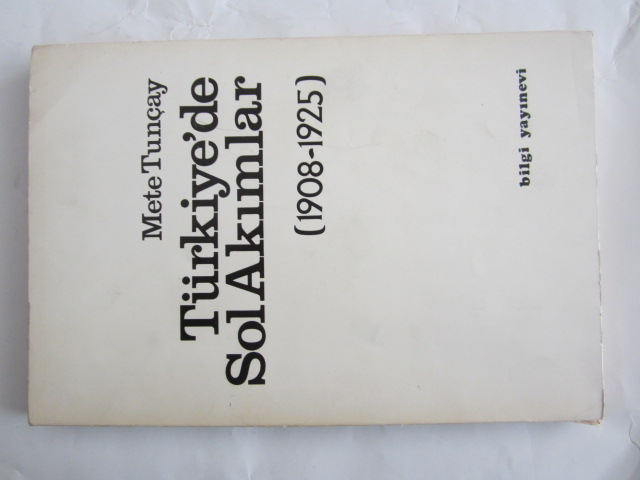 Mete Tunçay
Türkiye'de
Sol Akımlar
(1908-1925)
bilgi yayınevi